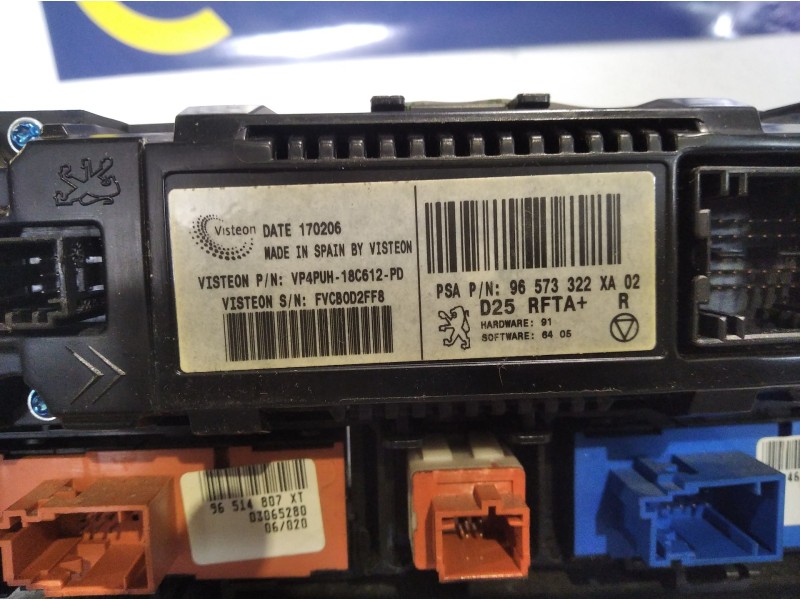 Visteon
DATE 170206
MADE IN SPAIN BY VISTEON
VISTEON P/N: VP4PUH-18C612-PD
VISTEON S/N: FVCB0D2FF8
PSA P/N: 96 573 322 XA 02
D25 RFTA+ R
HARDWARE: 91
SOFTWARE: 64 05
96 514 807 XT
03065280
06/020